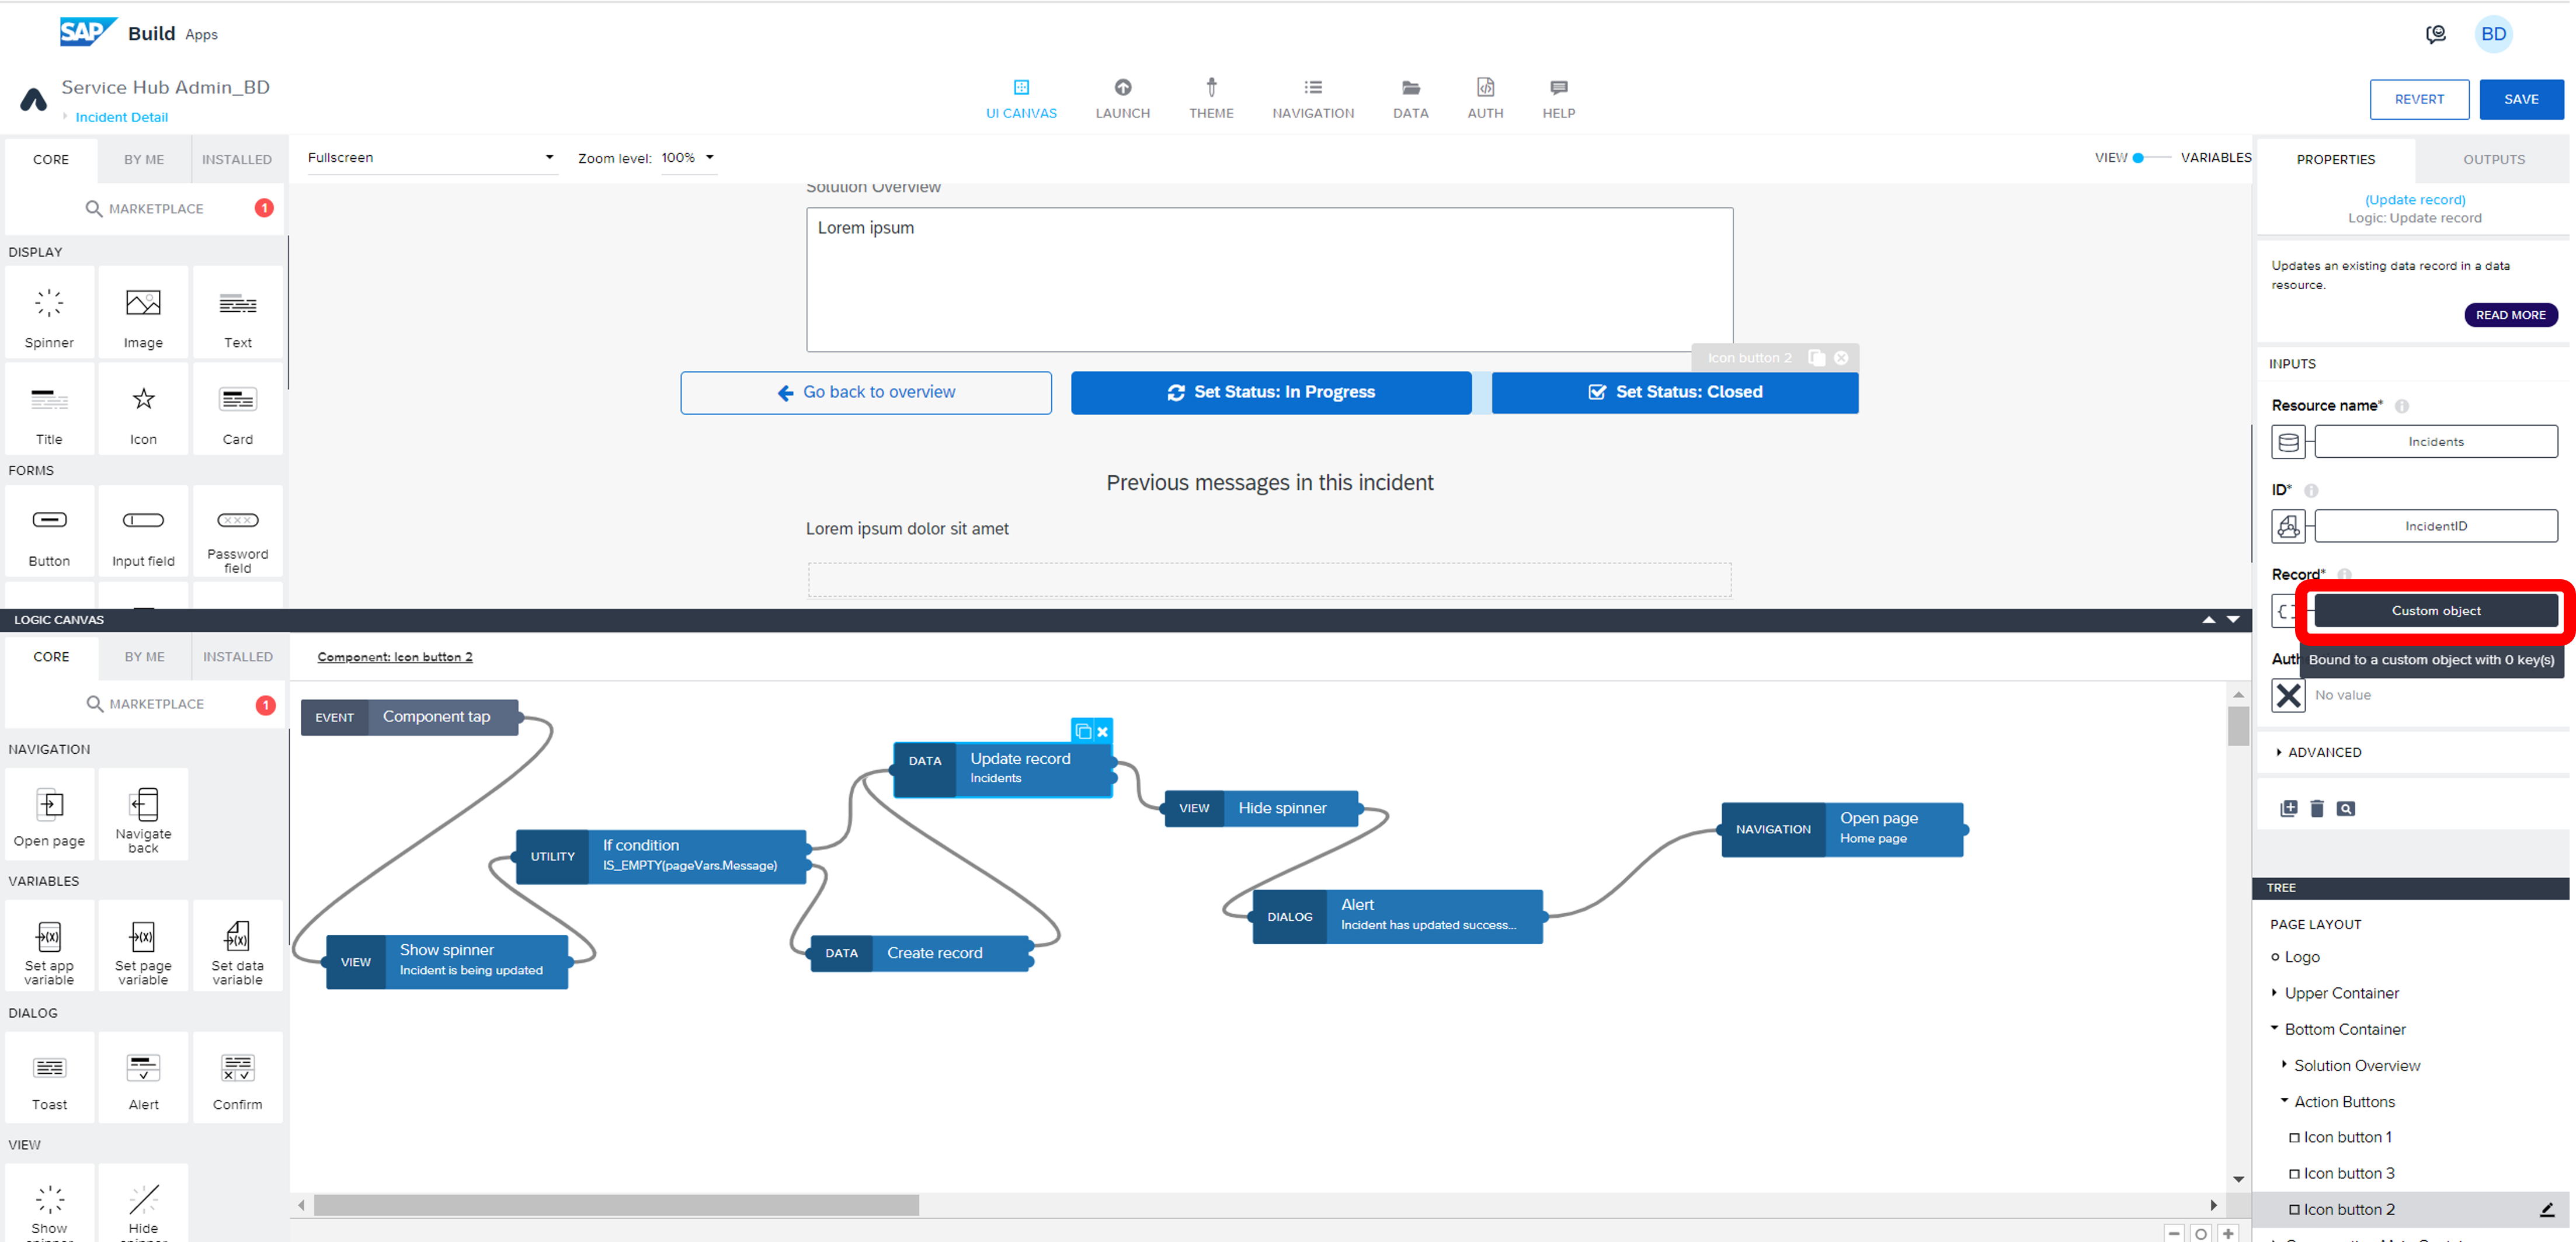 SAP Build Apps
BD
Service Hub Admin_BD
Incident Detail
UI CANVAS
LAUNCH
THEME
NAVIGATION
DATA
AUTH
HELP
REVERT
SAVE
CORE
BY ME
INSTALLED
MARKETPLACE
1
DISPLAY
Spinner
Image
Text
Title
Icon
Card
FORMS
Button
Input field
Password
field
Fullscreen
Zoom level: 100%
VIEW
VARIABLES
Solution Overview
Lorem ipsum
Icon button 2
Go back to overview
Set Status: In Progress
Set Status: Closed
Previous messages in this incident
Lorem ipsum dolor sit amet
PROPERTIES
OUTPUTS
(Update record)
Logic: Update record
Updates an existing data record in a data
resource.
READ MORE
INPUTS
Resource name*
Incidents
ID*
IncidentID
Record*
Custom object
Auth
Bound to a custom object with 0 key(s)
No value
ADVANCED
LOGIC CANVAS
CORE
BY ME
INSTALLED
MARKETPLACE
1
NAVIGATION
Open page
Navigate
back
VARIABLES
Set app
variable
Set page
variable
Set data
variable
DIALOG
Toast
Alert
Confirm
VIEW
Show
Hide
Component: Icon button 2
EVENT
Component tap
VIEW
Show spinner
Incident is being updated
UTILITY
If condition
IS_EMPTY(pageVars.Message)
DATA
Update record
Incidents
DATA
Create record
VIEW
Hide spinner
DIALOG
Alert
Incident has updated success...
NAVIGATION
Open page
Home page
TREE
PAGE LAYOUT
Logo
Upper Container
Bottom Container
Solution Overview
Action Buttons
Icon button 1
Icon button 3
Icon button 2